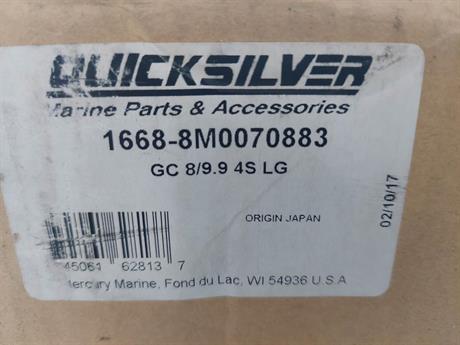 QUICKSILVER
Marine Parts & Accessories
1668-8M0070883
GC 8/9.9 4S LG
ORIGIN JAPAN
02/10/17
45061 62813 7
Mercury Marine, Fond du Lac, WI 54936 U.S.A